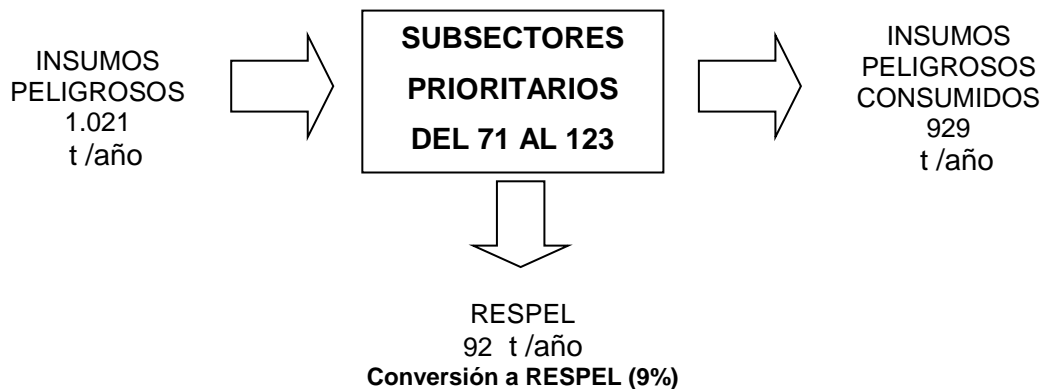 INSUMOS
PELIGROSOS
1.021
t /año
SUBSECTORES
PRIORITARIOS
DEL 71 AL 123
INSUMOS
PELIGROSOS
CONSUMIDOS
929
t /año
RESPEL
92 t /año
Conversión a RESPEL (9%)